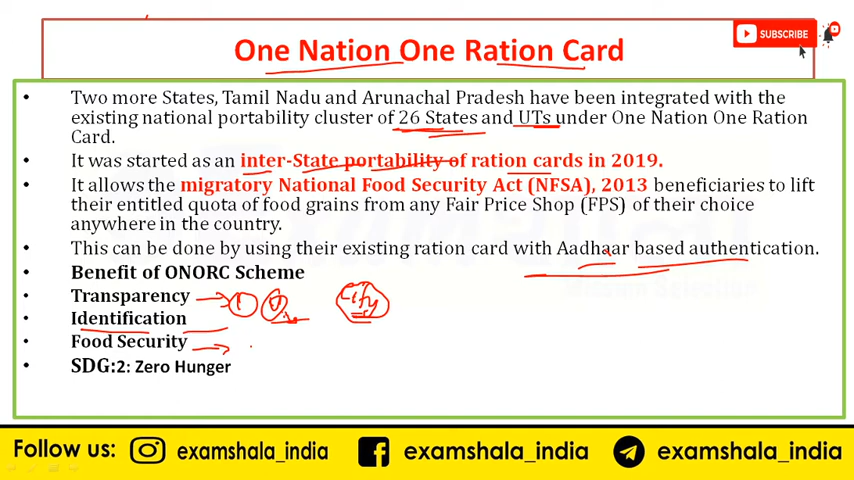 One Nation One Ration Card
SUBSCRIBE
• Two more States, Tamil Nadu and Arunachal Pradesh have been integrated with the
existing national portability cluster of 26 States and UTs under One Nation One Ration
Card.
• It was started as an inter-State portability of ration cards in 2019.
• It allows the migratory National Food Security Act (NFSA), 2013 beneficiaries to lift
their entitled quota of food grains from any Fair Price Shop (FPS) of their choice
anywhere in the country.
• This can be done by using their existing ration card with Aadhaar based authentication.
• Benefit of ONORC Scheme
• Transparency
• Identification
City
• Food Security
• SDG:2: Zero Hunger
Follow us: examshala_india examshala_india examshala_india